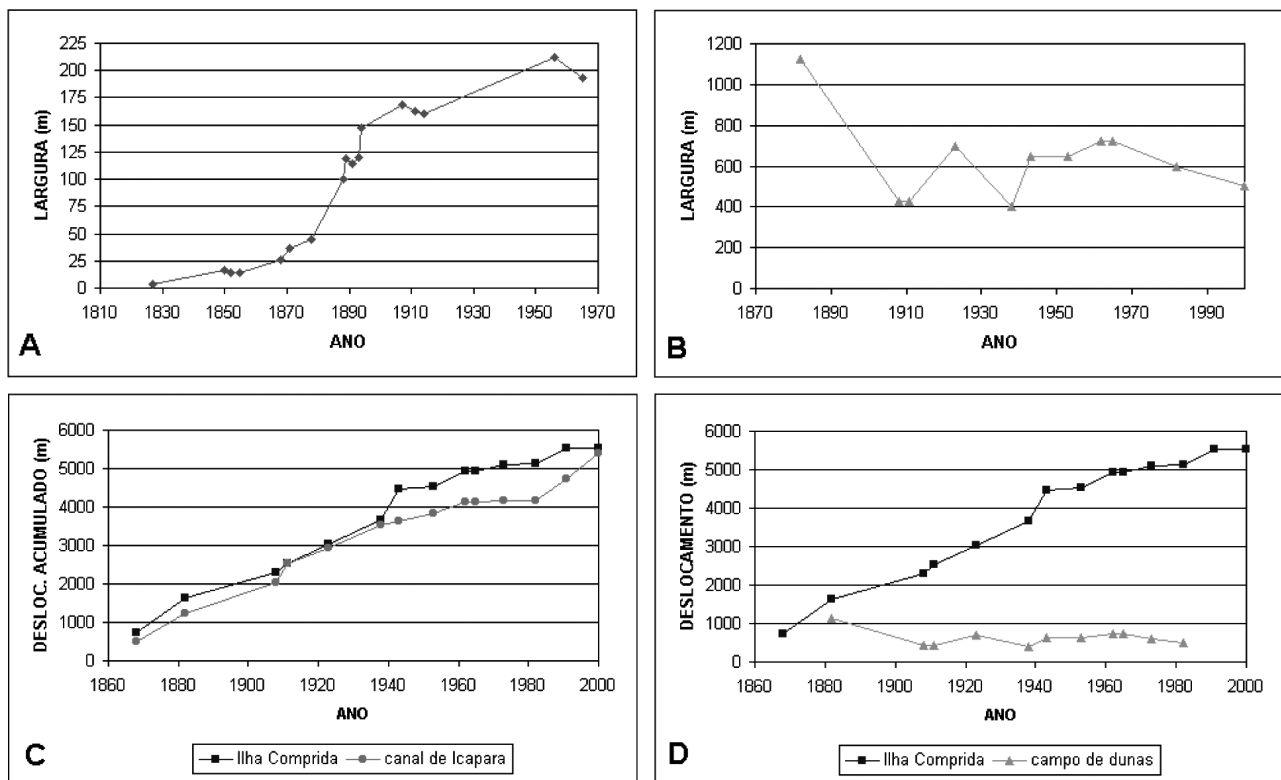 225
200
175
150
125
100
75
50
25
0
LARGURA (m)
1810 1830 1850 1870 1890 1910 1930 1950 1970
ANO
A
1200
1000
800
600
400
200
0
LARGURA (m)
1870 1890 1910 1930 1950 1970 1990
ANO
B
6000
5000
4000
3000
2000
1000
0
DESLOC. ACUMULADO (m)
1860 1880 1900 1920 1940 1960 1980 2000
ANO
Ilha Comprida canal de Icapara
C
6000
5000
4000
3000
2000
1000
0
DESLOCAMENTO (m)
1860 1880 1900 1920 1940 1960 1980 2000
ANO
Ilha Comprida campo de dunas
D